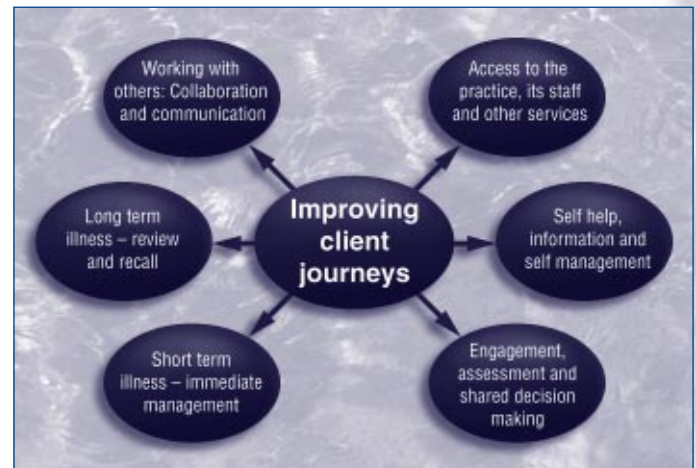 Working with
others: Collaboration
and communication
Access to the
practice, its staff
and other services
Long term
illness – review
and recall
Improving
client
journeys
Self help,
information and
self management
Short term
illness – immediate
management
Engagement,
assessment and
shared decision
making